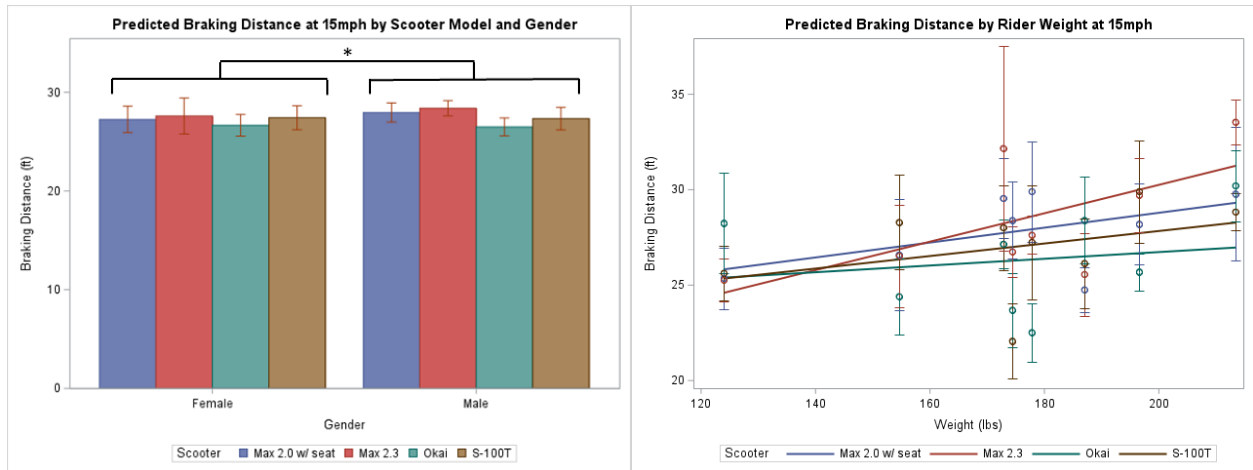 Predicted Braking Distance at 15mph by Scooter Model and Gender
*
Braking Distance (ft)
30
20
10
0
Female Male
Gender
Scooter Max 2.0 w/ seat Max 2.3 Okai S-100T
Predicted Braking Distance by Rider Weight at 15mph
Braking Distance (ft)
35
30
25
20
120 140 160 180 200
Weight (lbs)
Scooter Max 2.0 w/ seat Max 2.3 Okai S-100T